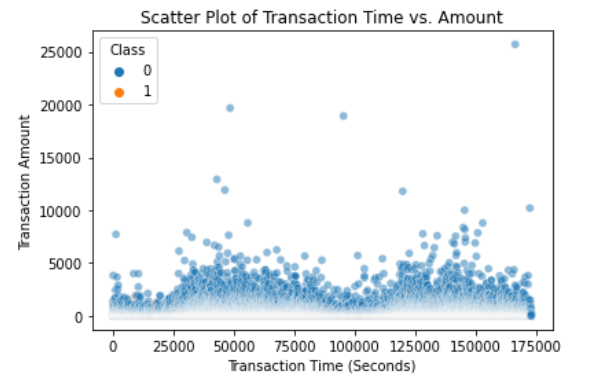 Scatter Plot of Transaction Time vs. Amount
Class
0
1
25000
20000
15000
10000
5000
0
Transaction Amount
0 25000 50000 75000 100000 125000 150000 175000
Transaction Time (Seconds)